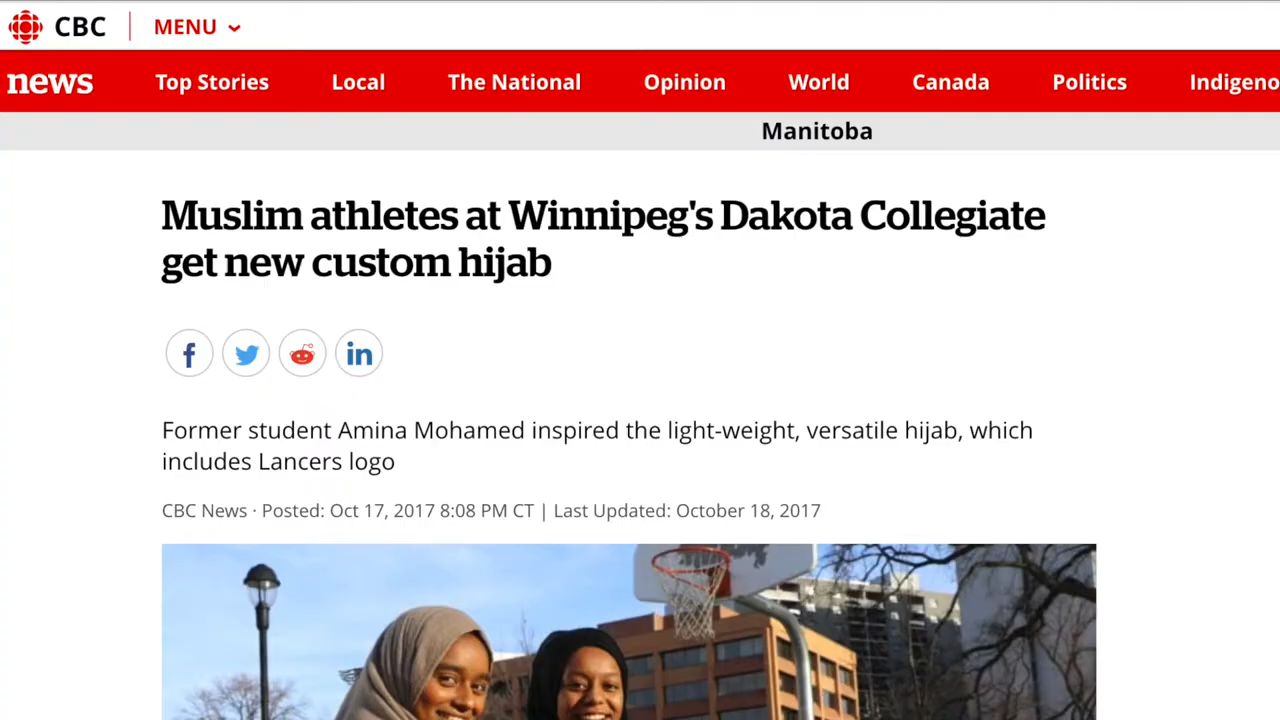 CBC MENU
news Top Stories Local The National Opinion World Canada Politics Indigeno
Manitoba
Muslim athletes at Winnipeg's Dakota Collegiate
get new custom hijab
Former student Amina Mohamed inspired the light-weight, versatile hijab, which
includes Lancers logo
CBC News · Posted: Oct 17, 2017 8:08 PM CT | Last Updated: October 18, 2017